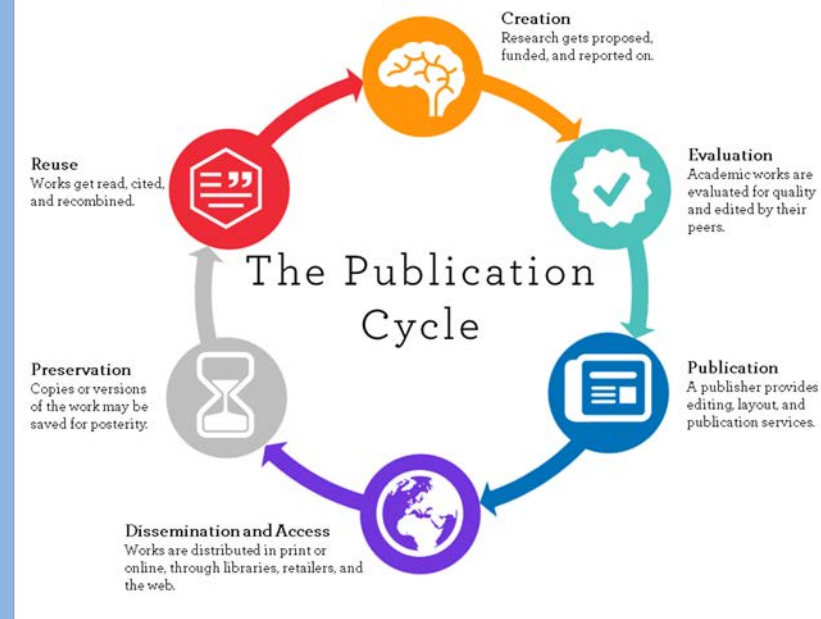 Creation
Research gets proposed,
funded, and reported on.
Evaluation
Academic works are
evaluated for quality
and edited by their
peers.
Publication
A publisher provides
editing, layout, and
publication services.
Dissemination and Access
Works are distributed in print or
online, through libraries, retailers, and
the web.
Preservation
Copies or versions
of the work may be
saved for posterity.
Reuse
Works get read, cited,
and recombined.
The Publication
Cycle